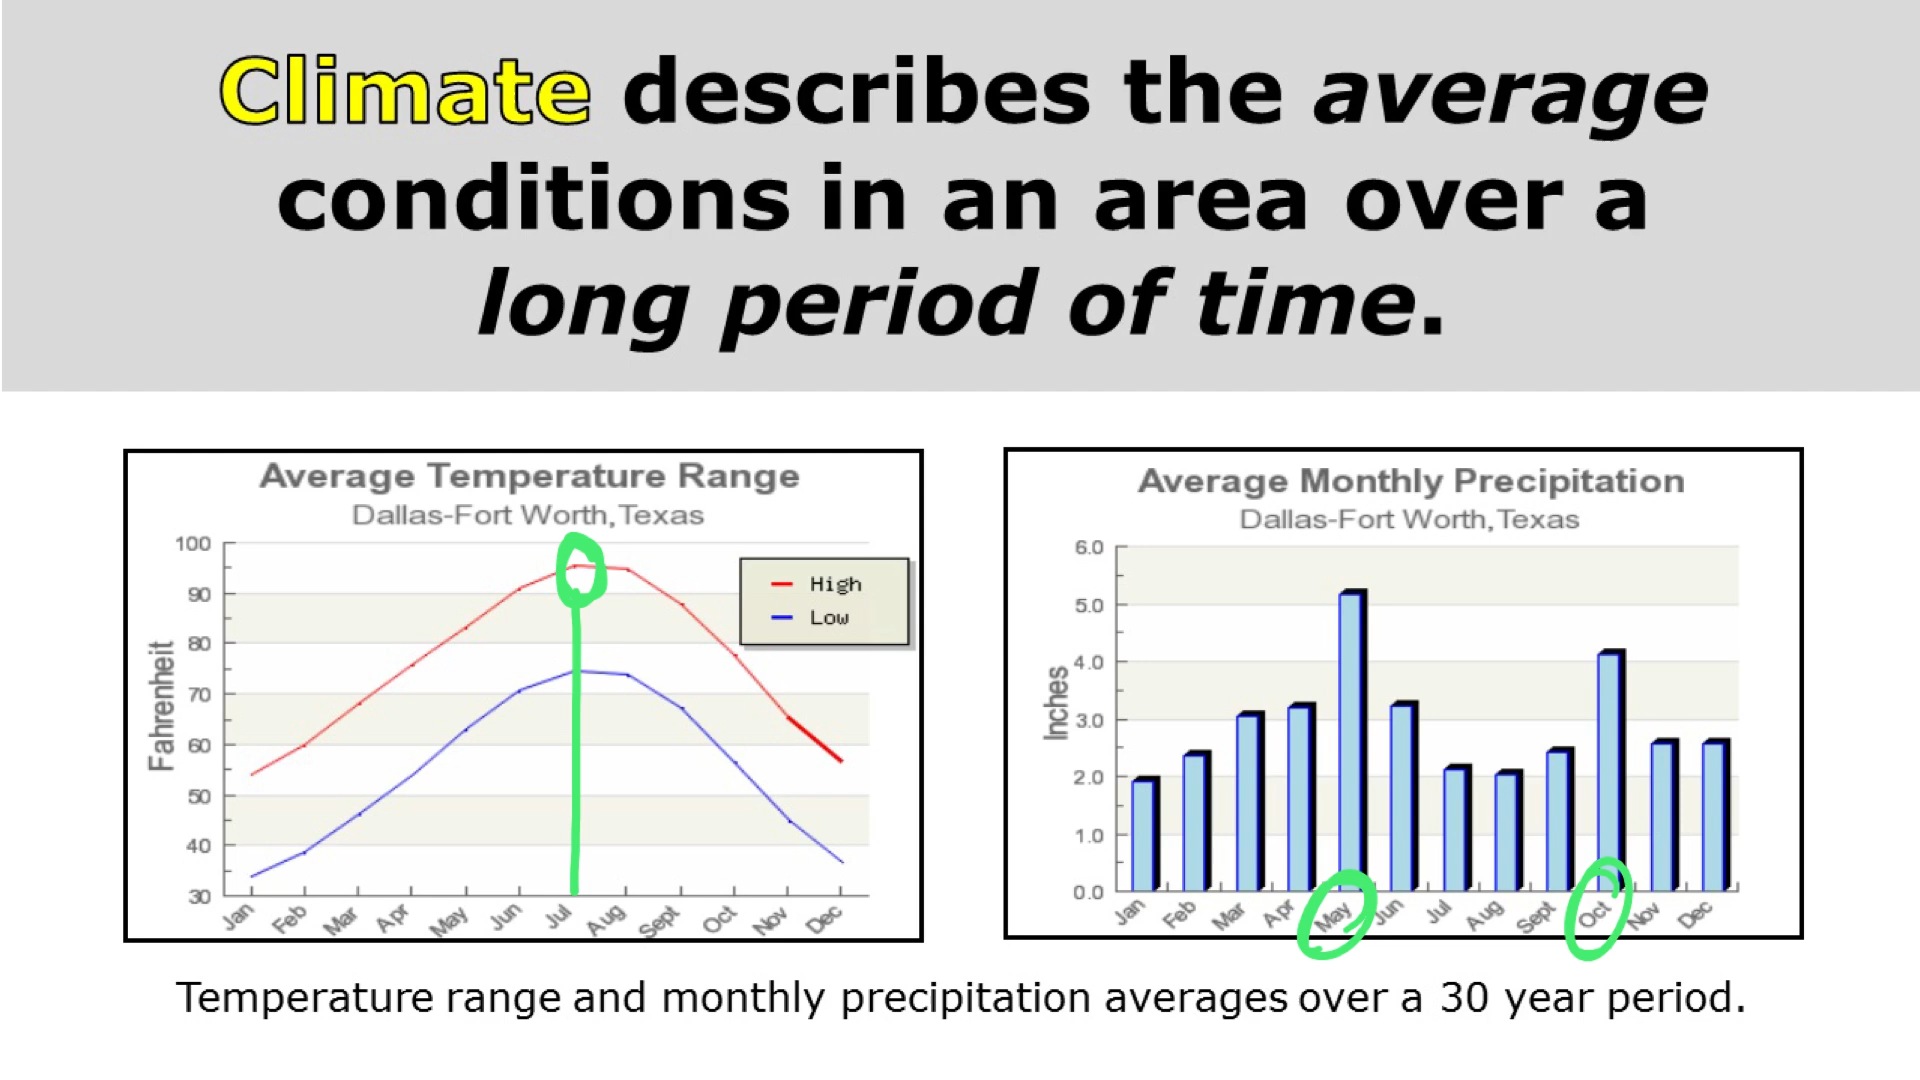 Climate describes the average
conditions in an area over a
long period of time.
Average Temperature Range
Dallas-Fort Worth, Texas
100
90
80
70
60
50
40
30
Fahrenheit
High
Low
Jan Feb Mar Apr May Jun Jul Aug Sept Oct Nov Dec
Average Monthly Precipitation
Dallas-Fort Worth, Texas
6.0
5.0
4.0
3.0
2.0
1.0
0.0
Inches
Jan Feb Mar Apr May Jun Jul Aug Sept Oct Nov Dec
Temperature range and monthly precipitation averages over a 30 year period.